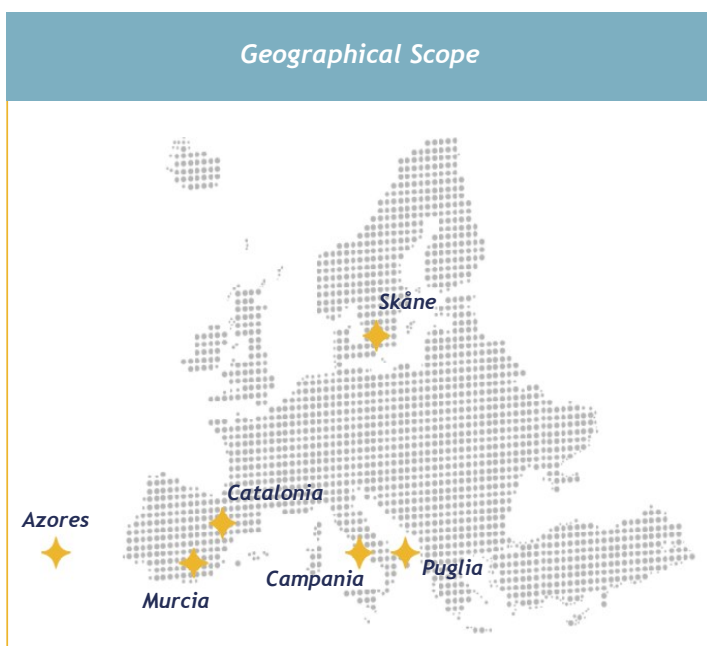 Geographical Scope
Skåne
Catalonia
Azores
Campania
Puglia
Murcia